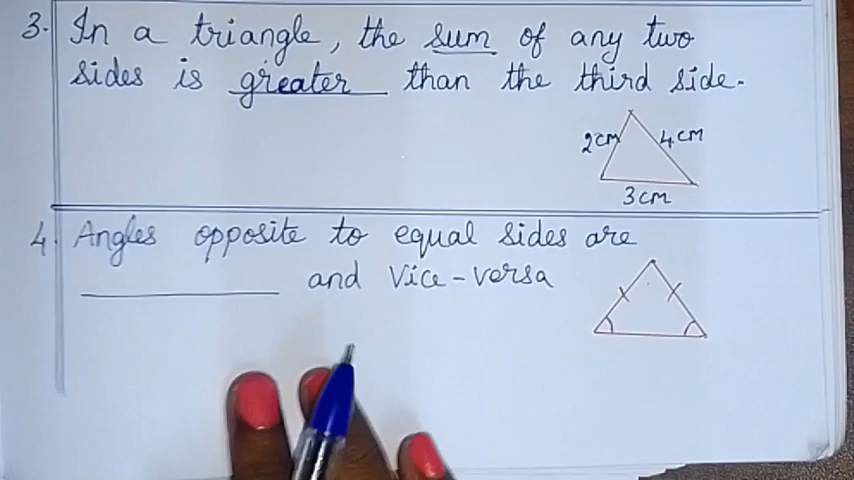 3. In a triangle, the sum of any two
sides is greater than the third side.
2cm 4cm
3cm
4. Angles opposite to equal sides are
__________ and Vice-versa